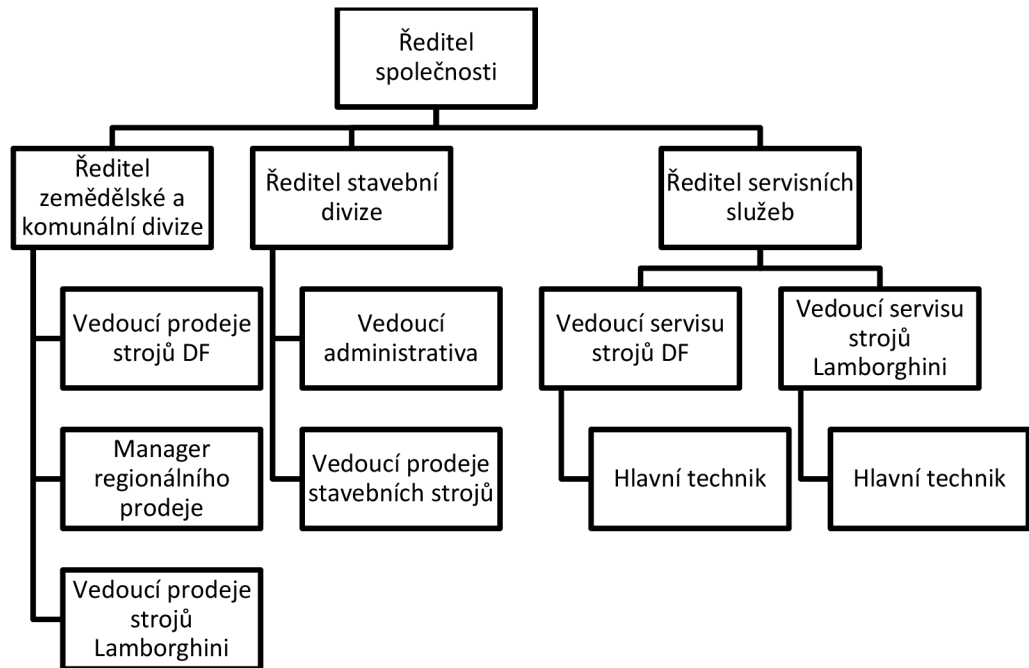 Ředitel
společnosti
Ředitel
zemědělské a
komunální divize
Ředitel stavební
divize
Ředitel servisních
služeb
Vedoucí prodeje
strojů DF
Vedoucí
administrativa
Vedoucí servisu
strojů DF
Vedoucí servisu
strojů
Lamborghini
Manager
regionálního
prodeje
Vedoucí prodeje
stavebních strojů
Hlavní technik
Hlavní technik
Vedoucí prodeje
strojů
Lamborghini